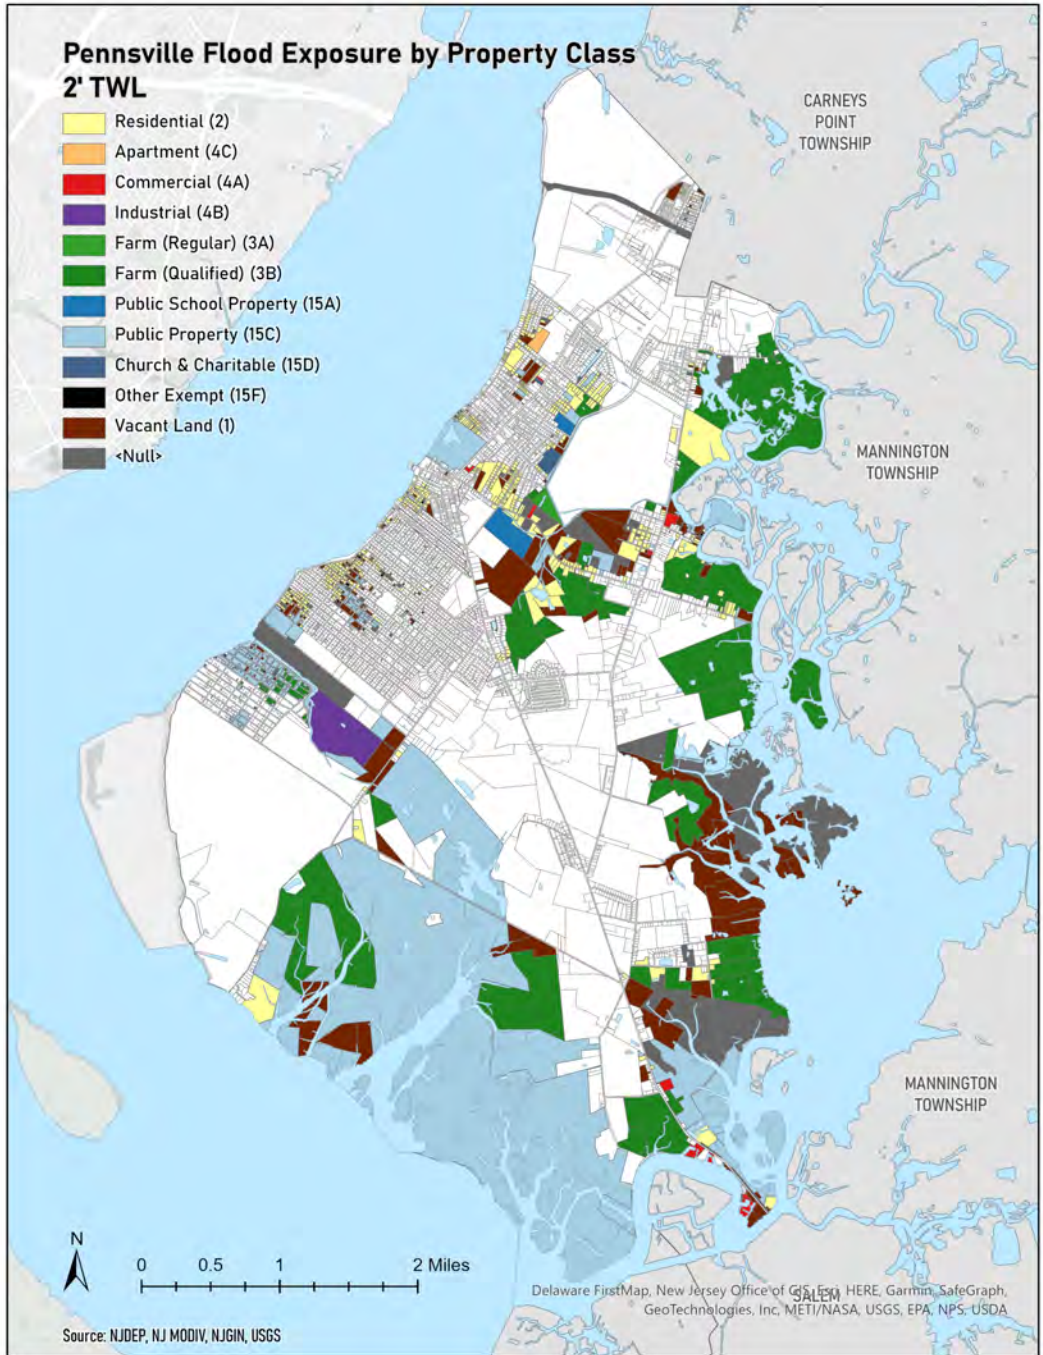 Pennsville Flood Exposure by Property Class
2' TWL
Residential (2)
Apartment (4C)
Commercial (4A)
Industrial (4B)
Farm (Regular) (3A)
Farm (Qualified) (3B)
Public School Property (15A)
Public Property (15C)
Church & Charitable (15D)
Other Exempt (15F)
Vacant Land (1)
<Null>
CARNEYS
POINT
TOWNSHIP
MANNINGTON
TOWNSHIP
MANNINGTON
TOWNSHIP
N
0 0.5 1 2 Miles
SALEM
Delaware FirstMap, New Jersey Office of GIS, Esri, HERE, Garmin, SafeGraph,
GeoTechnologies, Inc, METI/NASA, USGS, EPA, NPS, USDA
Source: NJDEP, NJ MODIV, NJGIN, USGS